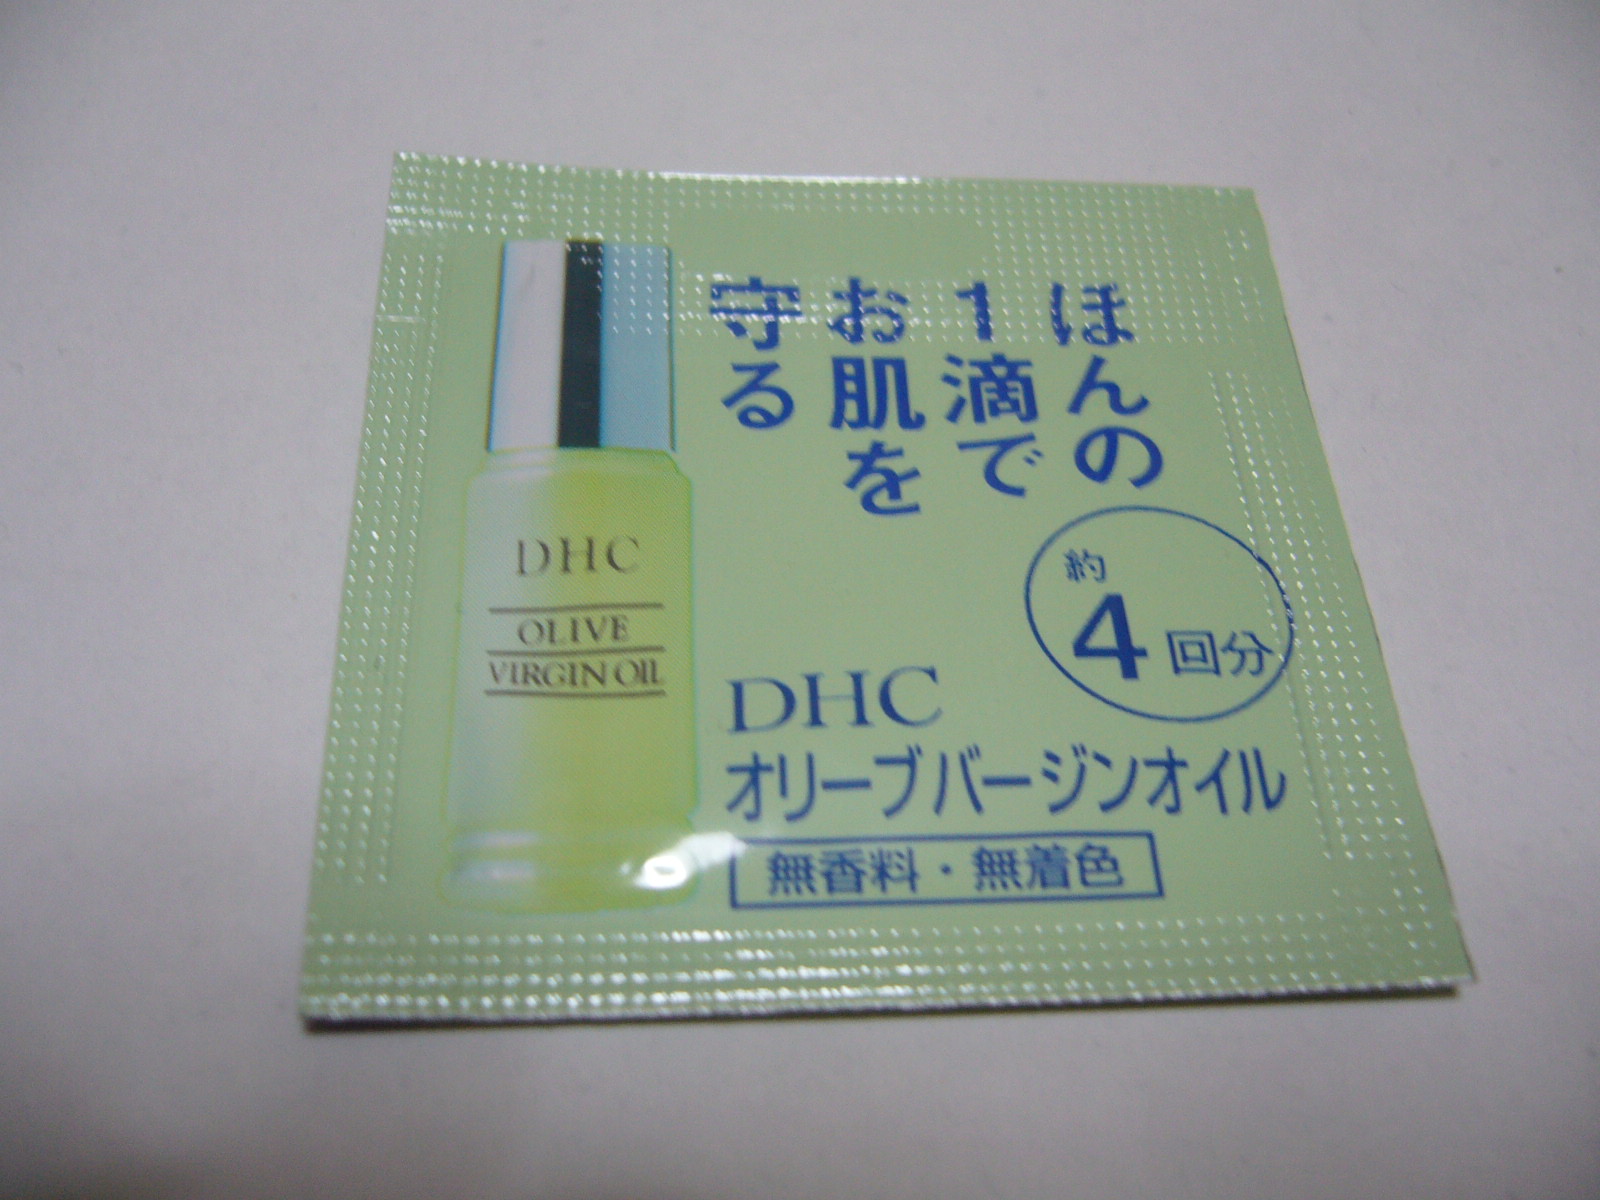 ほんの
1滴で
お肌を
守る
約
4回分
DHC
OLIVE
VIRGIN OIL
DHC
オリーブバージンオイル
無香料・無着色